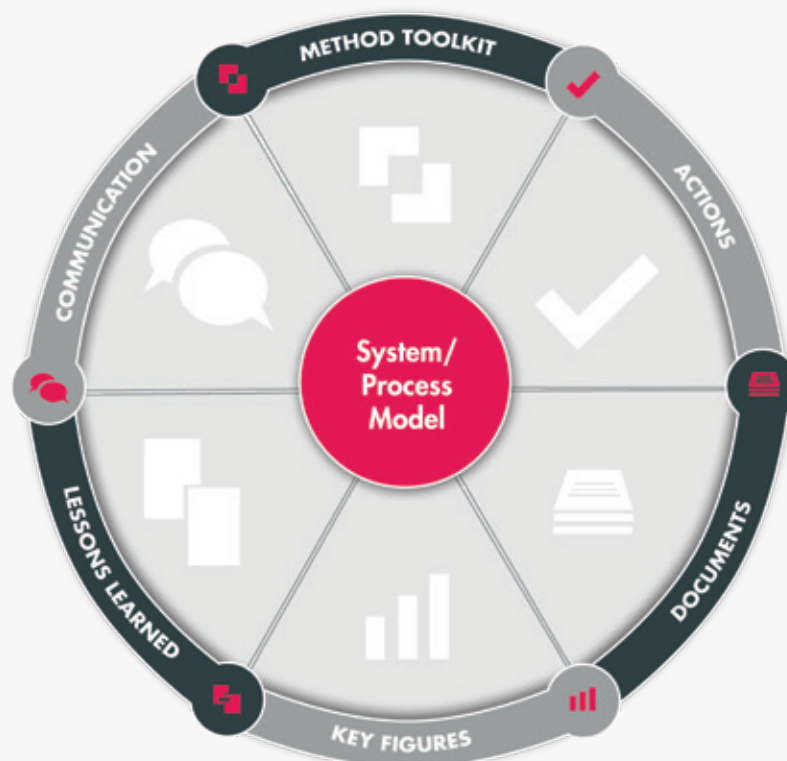 METHOD TOOLKIT
ACTIONS
DOCUMENTS
KEY FIGURES
LESSONS LEARNED
COMMUNICATION
System/
Process
Model